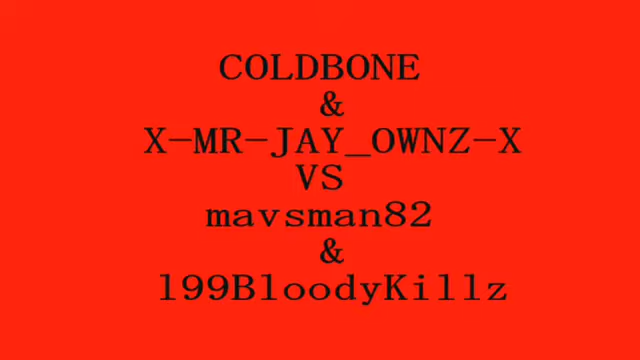 COLDBONE
&
X-MR-JAY_OWNZ-X
VS
mavsman82
&
l99BloodyKillz